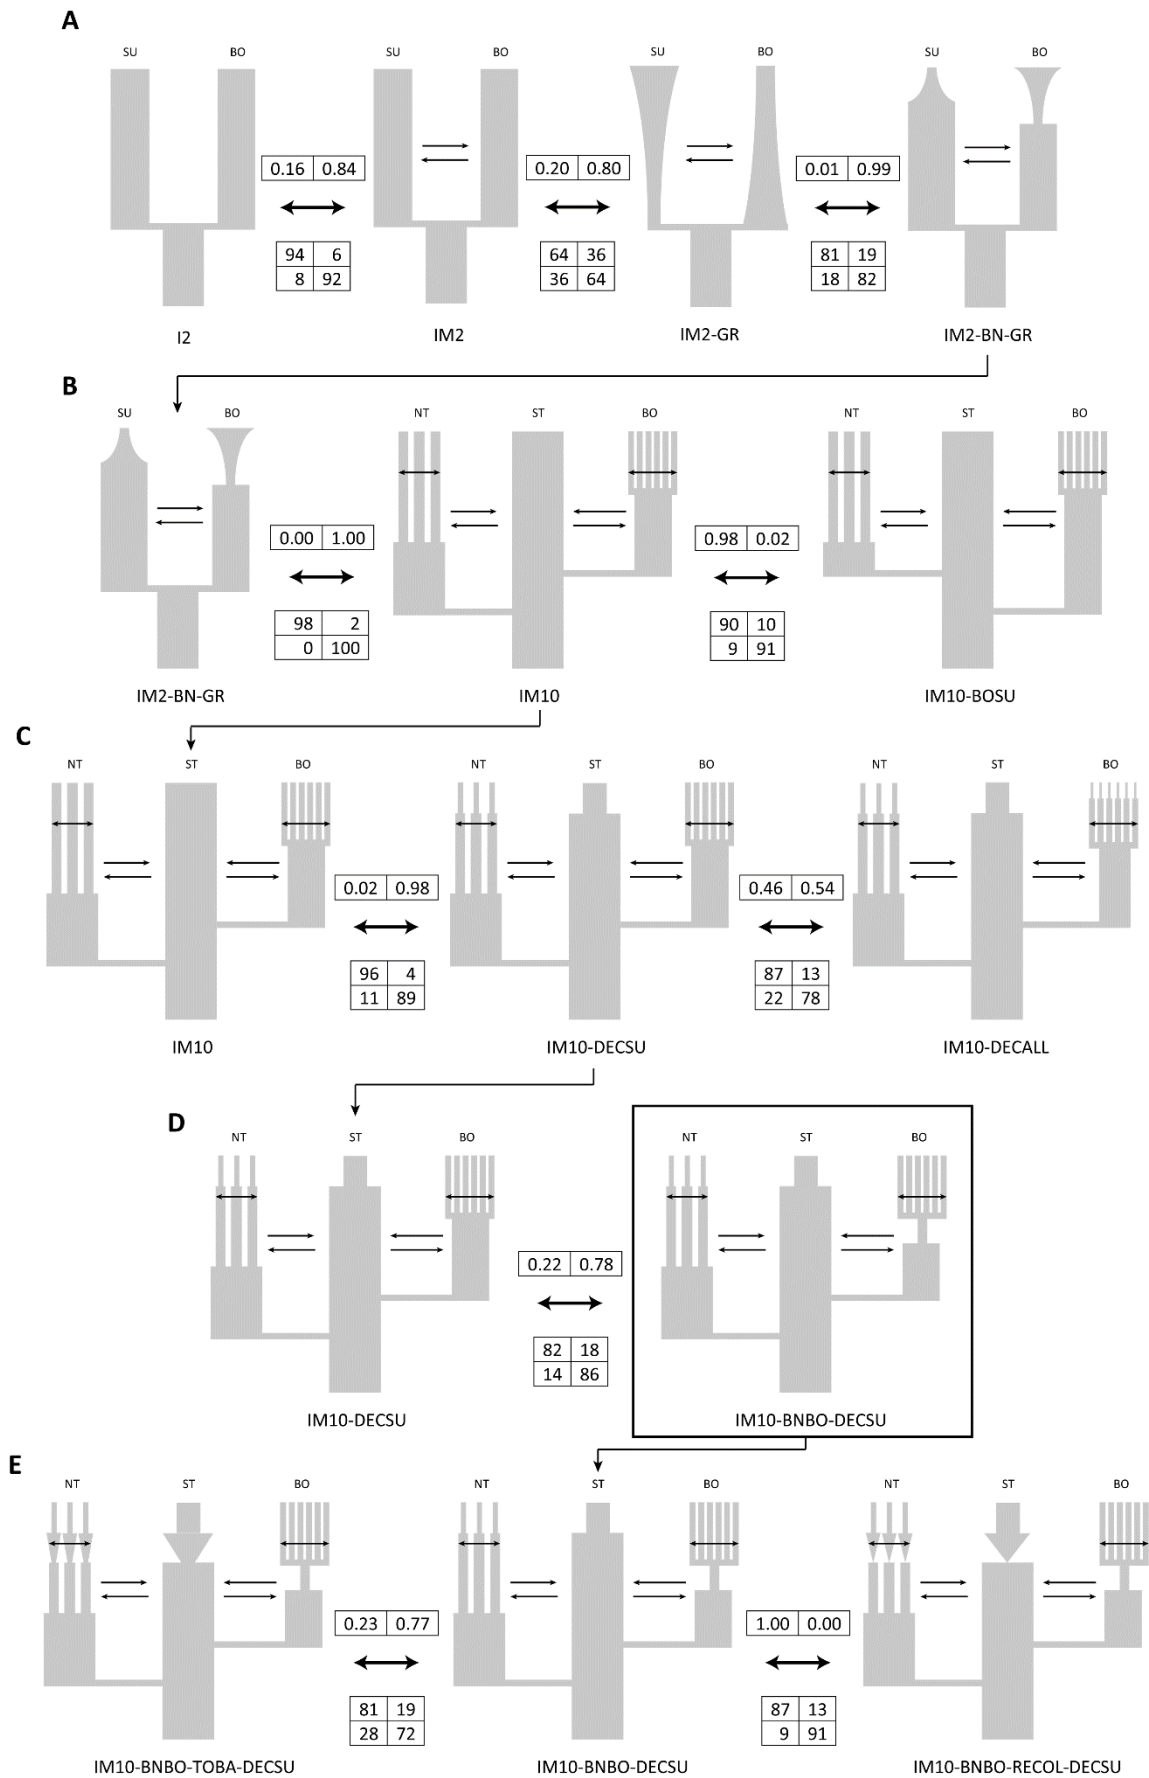 A
SU BO SU BO SU BO SU BO
0.16 0.84 0.20 0.80 0.01 0.99
94 6 64 36 81 19
8 92 36 64 18 82
I2 IM2 IM2-GR IM2-BN-GR
B
SU BO NT ST BO NT ST BO
0.00 1.00 0.98 0.02
98 2 90 10
0 100 9 91
IM2-BN-GR IM10 IM10-BOSU
C
NT ST BO NT ST BO NT ST BO
0.02 0.98 0.46 0.54
96 4 87 13
11 89 22 78
IM10 IM10-DECSU IM10-DECALL
D
NT ST BO NT ST BO
0.22 0.78
82 18
14 86
IM10-DECSU IM10-BNBO-DECSU
E
NT ST BO NT ST BO NT ST BO
0.23 0.77 1.00 0.00
81 19 87 13
28 72 9 91
IM10-BNBO-TOBA-DECSU IM10-BNBO-DECSU IM10-BNBO-RECOL-DECSU